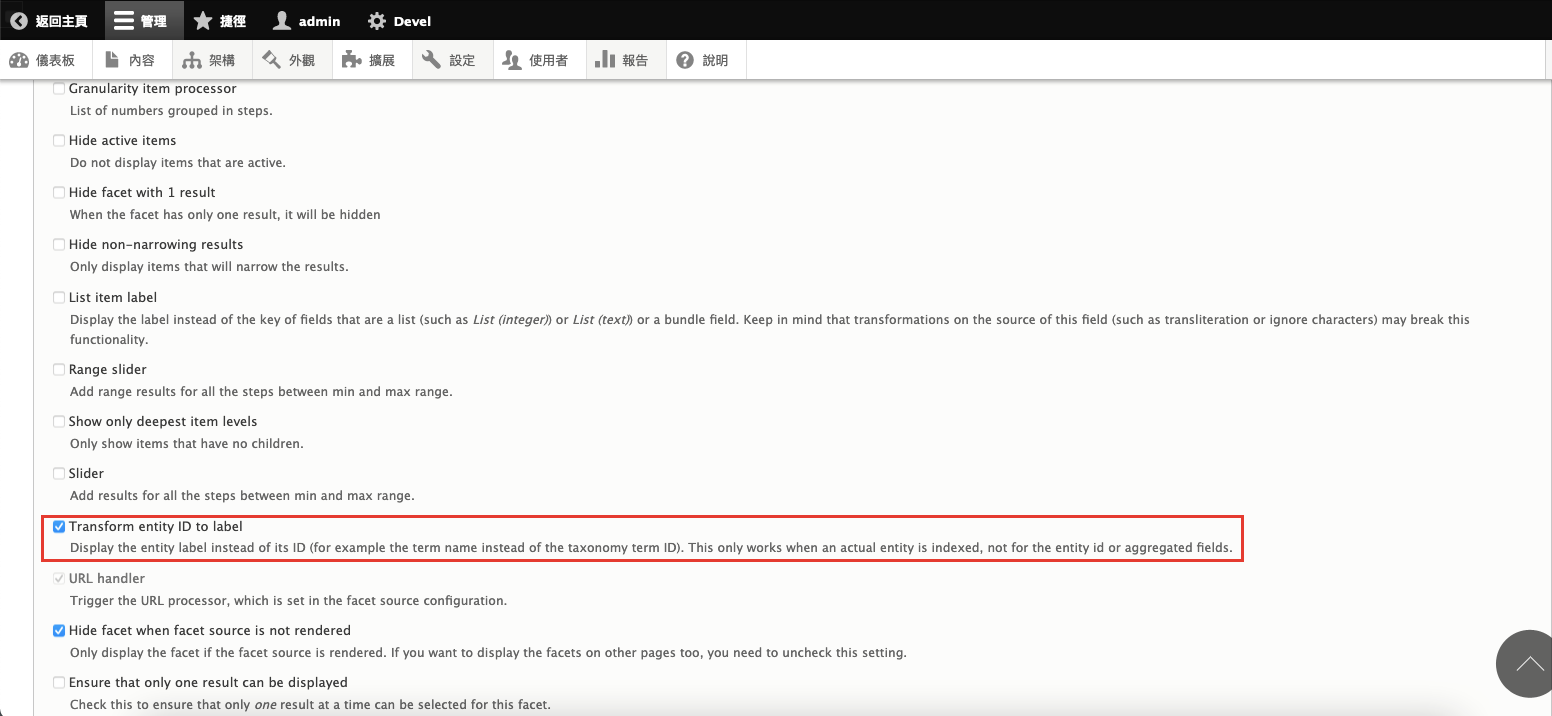 返回主頁 管理 捷徑 admin Devel
儀表板 內容 架構 外觀 擴展 設定 使用者 報告 說明
Granularity item processor
List of numbers grouped in steps.
Hide active items
Do not display items that are active.
Hide facet with 1 result
When the facet has only one result, it will be hidden
Hide non-narrowing results
Only display items that will narrow the results.
List item label
Display the label instead of the key of fields that are a list (such as List (integer)) or List (text)) or a bundle field. Keep in mind that transformations on the source of this field (such as transliteration or ignore characters) may break this
functionality.
Range slider
Add range results for all the steps between min and max range.
Show only deepest item levels
Only show items that have no children.
Slider
Add results for all the steps between min and max range.
Transform entity ID to label
Display the entity label instead of its ID (for example the term name instead of the taxonomy term ID). This only works when an actual entity is indexed, not for the entity id or aggregated fields.
URL handler
Trigger the URL processor, which is set in the facet source configuration.
Hide facet when facet source is not rendered
Only display the facet if the facet source is rendered. If you want to display the facets on other pages too, you need to uncheck this setting.
Ensure that only one result can be displayed
Check this to ensure that only one result at a time can be selected for this facet.